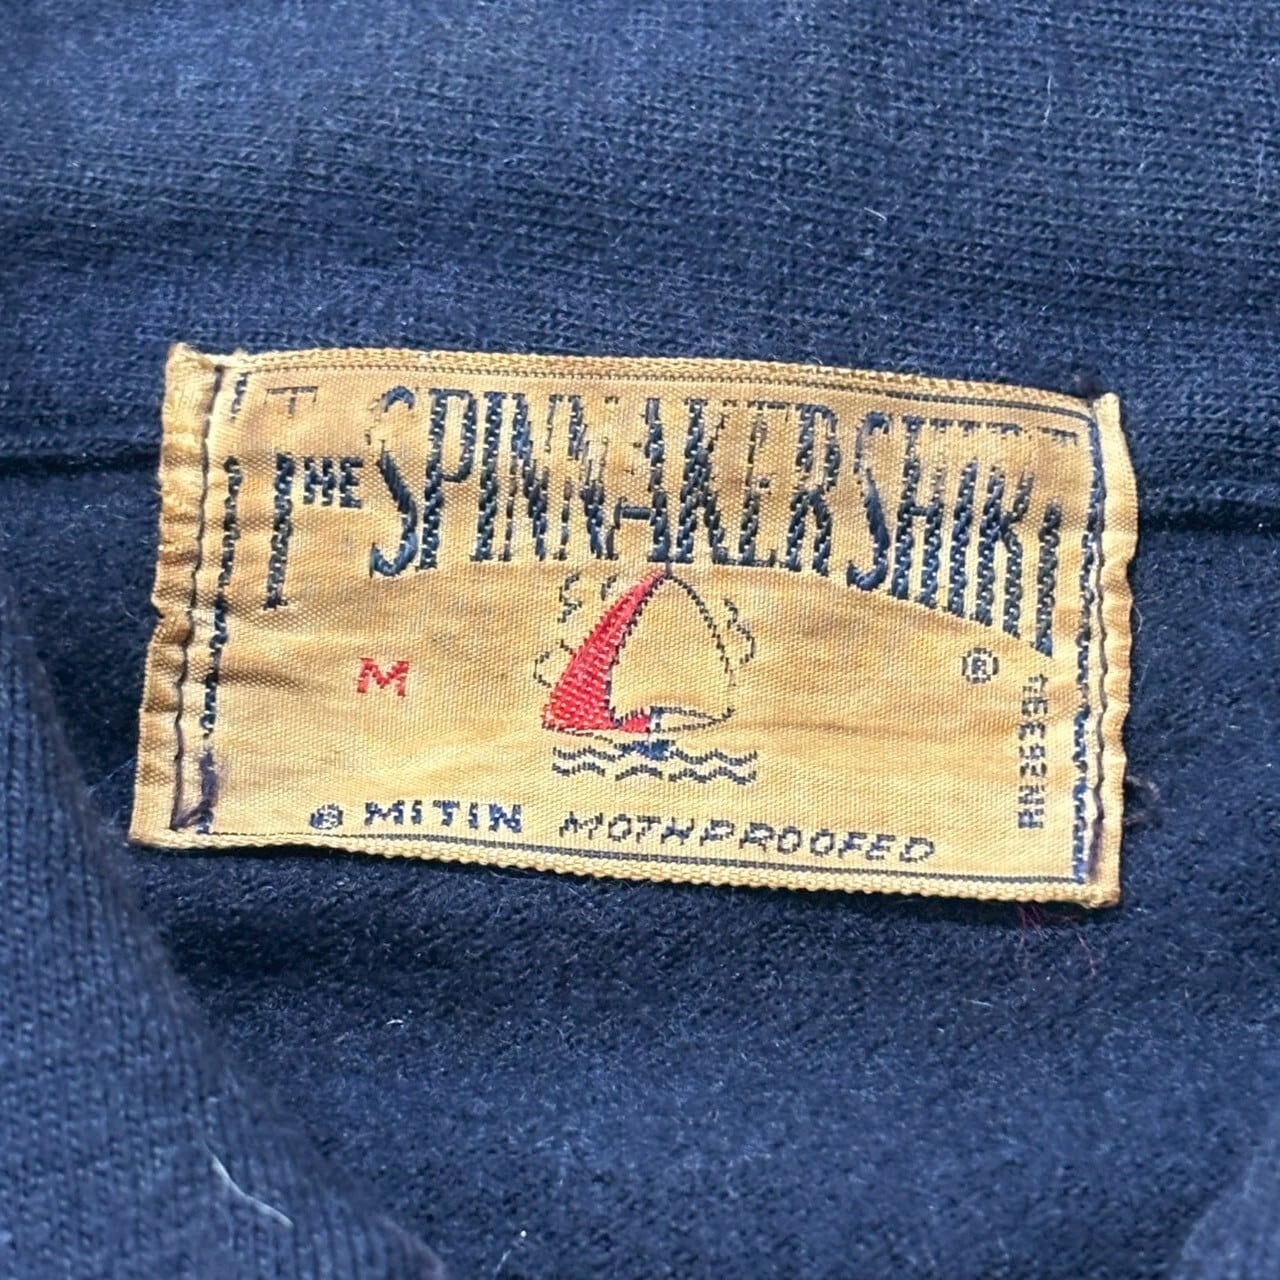 THE SPINNAKER SHIRT
M
®
RN26394
® MITIN MOTHPROOFED